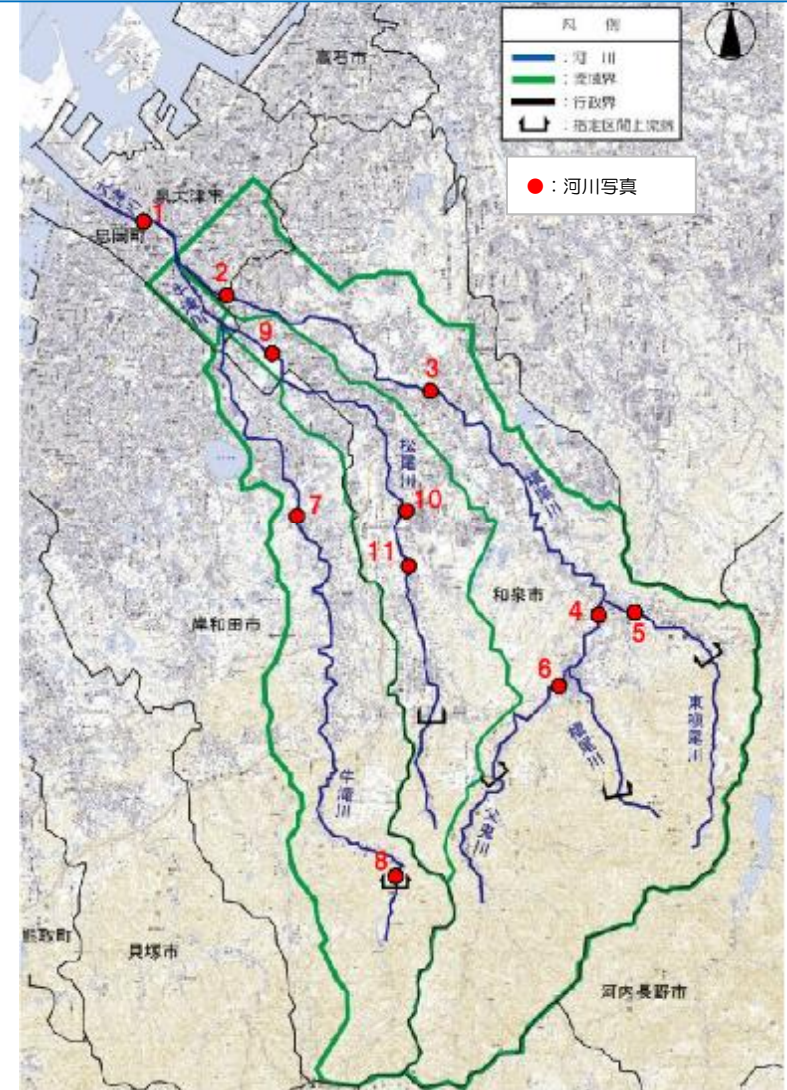 凡 例
：河 川
：流域界
：行政界
：指定区間上流端
●：河川写真
高石市
泉大津市
忠岡町
大津川
1
2
9
3
松尾川
槇尾川
10
7
11
和泉市
岸和田市
4
5
6
東槇尾川
槇尾川
父鬼川
牛滝川
8
熊取町
貝塚市
河内長野市